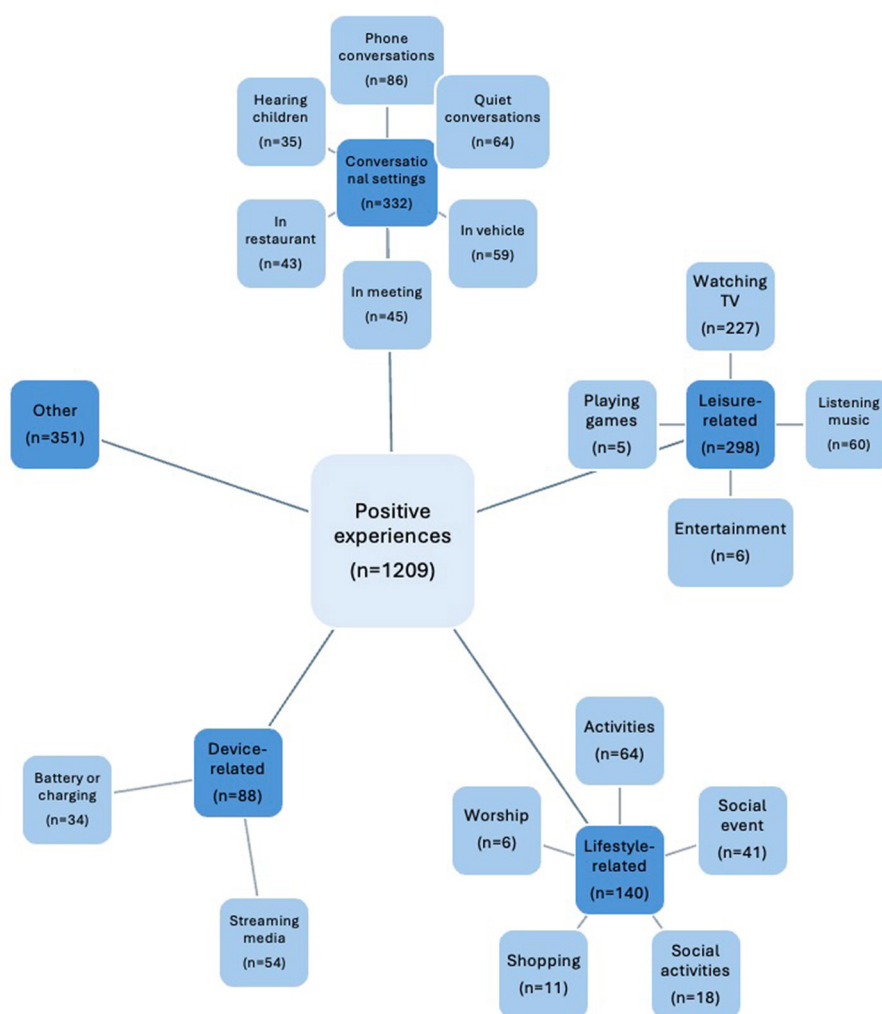 Phone
conversations
(n=86)
Hearing
children
(n=35)
Quiet
conversations
(n=64)
Conversatio
nal settings
(n=332)
In
restaurant
(n=43)
In vehicle
(n=59)
In meeting
(n=45)
Watching
TV
(n=227)
Other
(n=351)
Playing
games
(n=5)
Leisure-
related
(n=298)
Listening
music
(n=60)
Positive
experiences
(n=1209)
Entertainment
(n=6)
Device-
related
(n=88)
Battery or
charging
(n=34)
Streaming
media
(n=54)
Activities
(n=64)
Worship
(n=6)
Lifestyle-
related
(n=140)
Social
event
(n=41)
Shopping
(n=11)
Social
activities
(n=18)